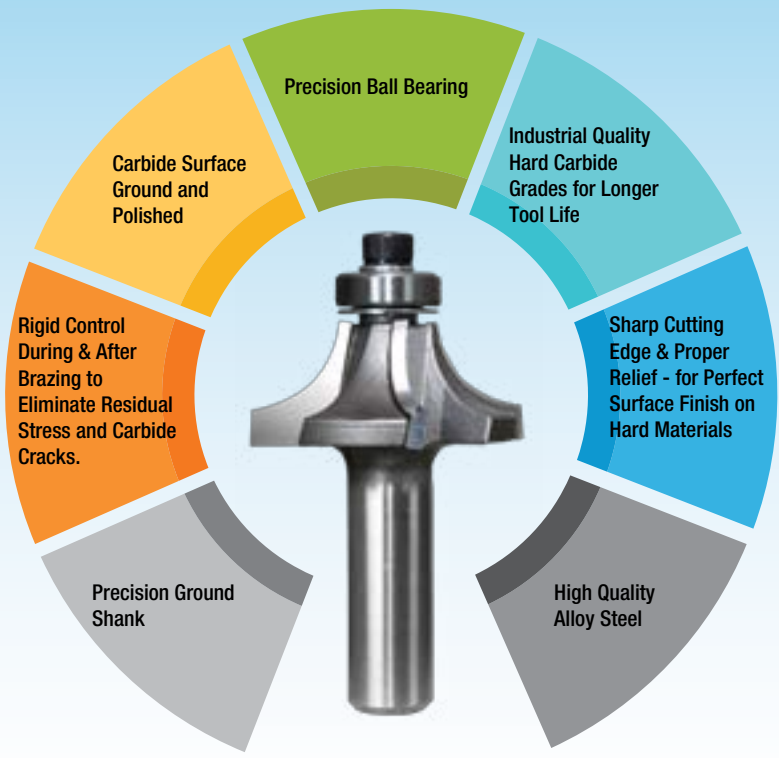 Precision Ball Bearing
Carbide Surface
Ground and
Polished
Industrial Quality
Hard Carbide
Grades for Longer
Tool Life
Rigid Control
During & After
Brazing to
Eliminate Residual
Stress and Carbide
Cracks.
Sharp Cutting
Edge & Proper
Relief - for Perfect
Surface Finish on
Hard Materials
Precision Ground
Shank
High Quality
Alloy Steel